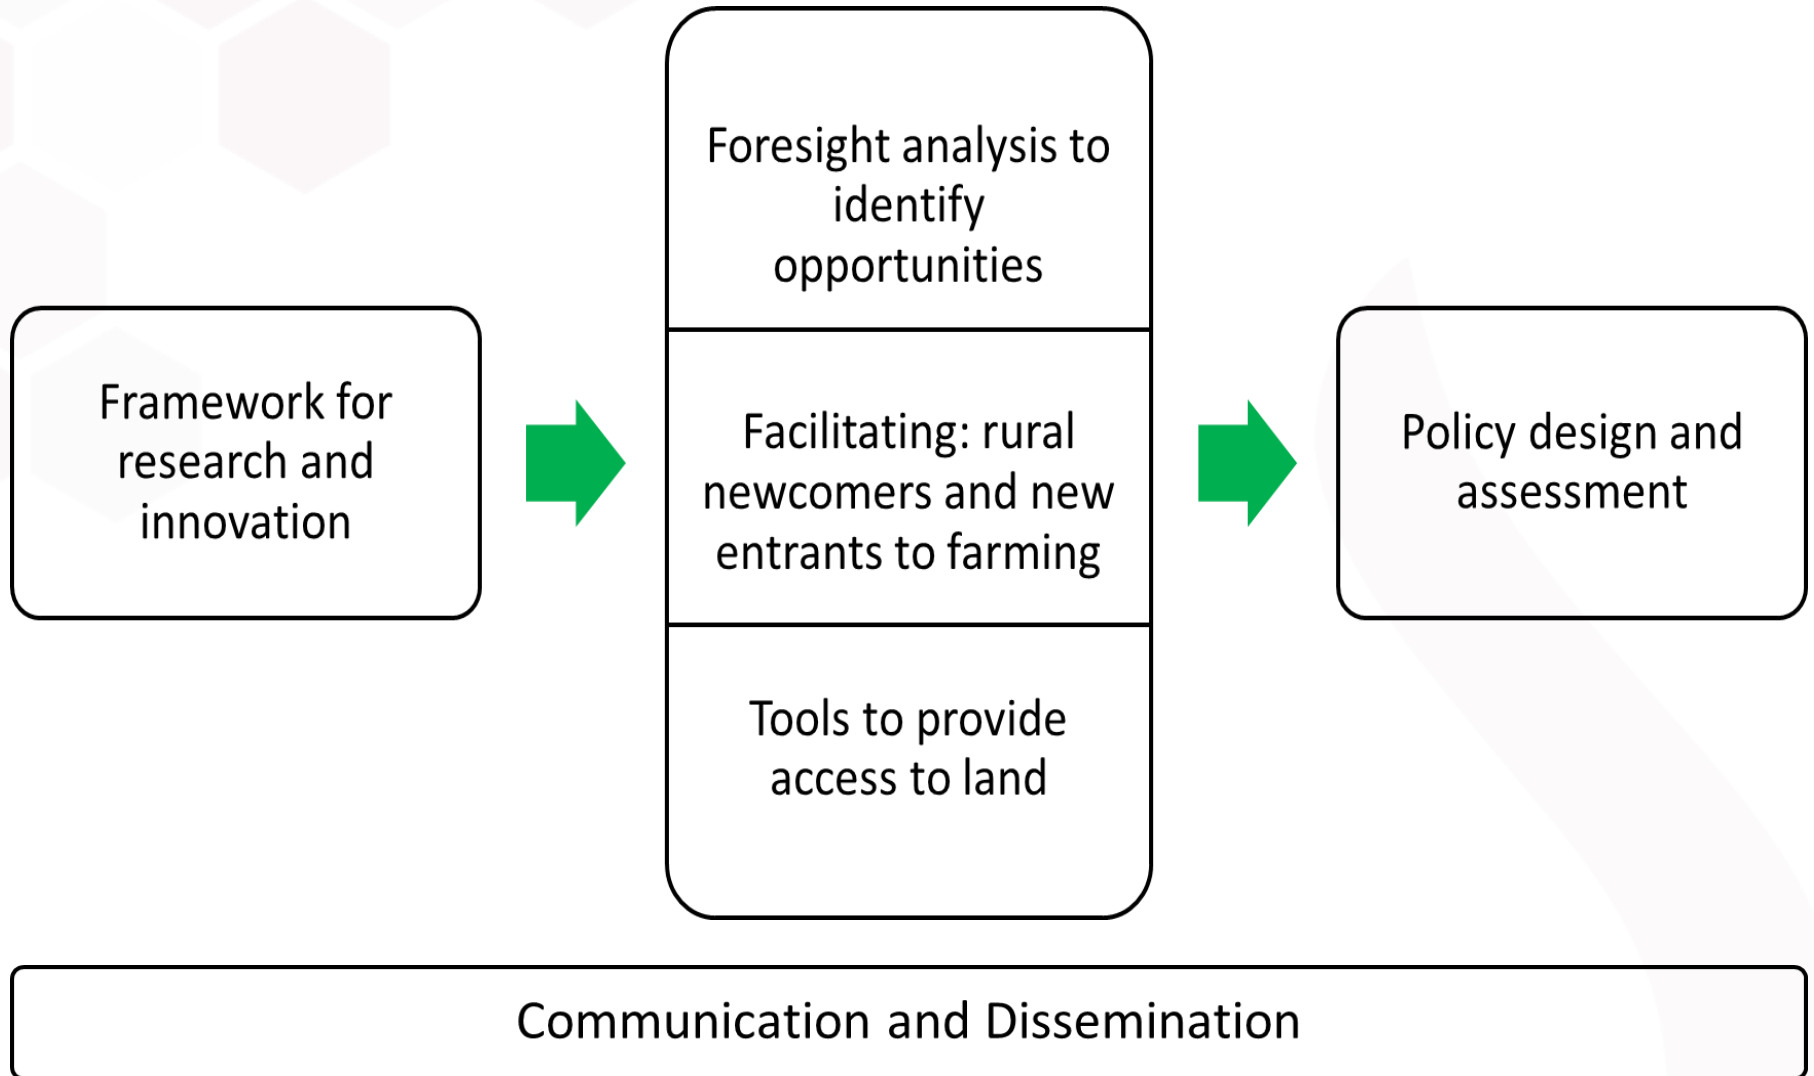 Framework for
research and
innovation
Foresight analysis to
identify
opportunities
Facilitating: rural
newcomers and new
entrants to farming
Tools to provide
access to land
Policy design and
assessment
Communication and Dissemination